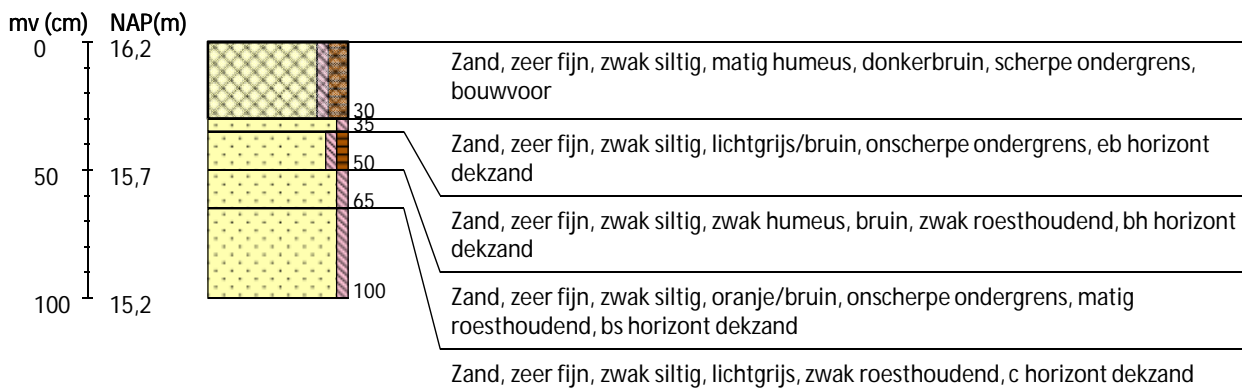 mv (cm) NAP(m)
0 16,2
Zand, zeer fijn, zwak siltig, matig humeus, donkerbruin, scherpe ondergrens,
bouwvoor
30
35
Zand, zeer fijn, zwak siltig, lichtgrijs/bruin, onscherpe ondergrens, eb horizont
dekzand
50
50 15,7
65
Zand, zeer fijn, zwak siltig, zwak humeus, bruin, zwak roesthoudend, bh horizont
dekzand
100
100 15,2
Zand, zeer fijn, zwak siltig, oranje/bruin, onscherpe ondergrens, matig
roesthoudend, bs horizont dekzand
Zand, zeer fijn, zwak siltig, lichtgrijs, zwak roesthoudend, c horizont dekzand